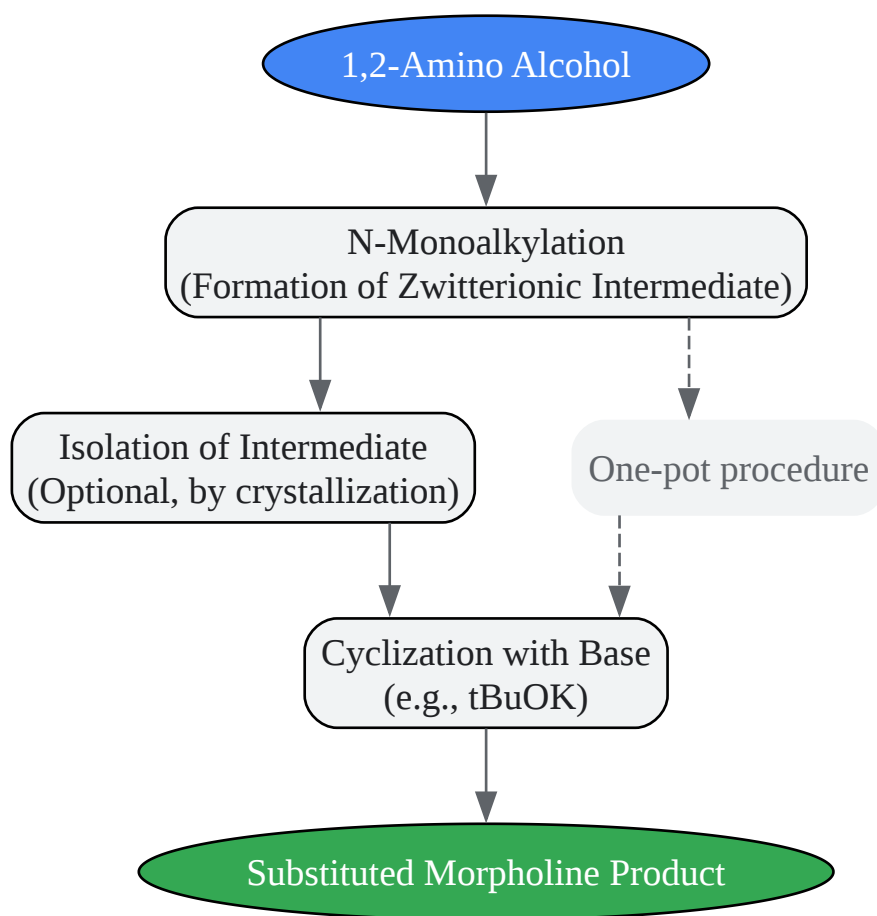 1,2-Amino Alcohol
N-Monoalkylation
(Formation of Zwitterionic Intermediate)
Isolation of Intermediate
(Optional, by crystallization)
One-pot procedure
Cyclization with Base
(e.g., tBuOK)
Substituted Morpholine Product